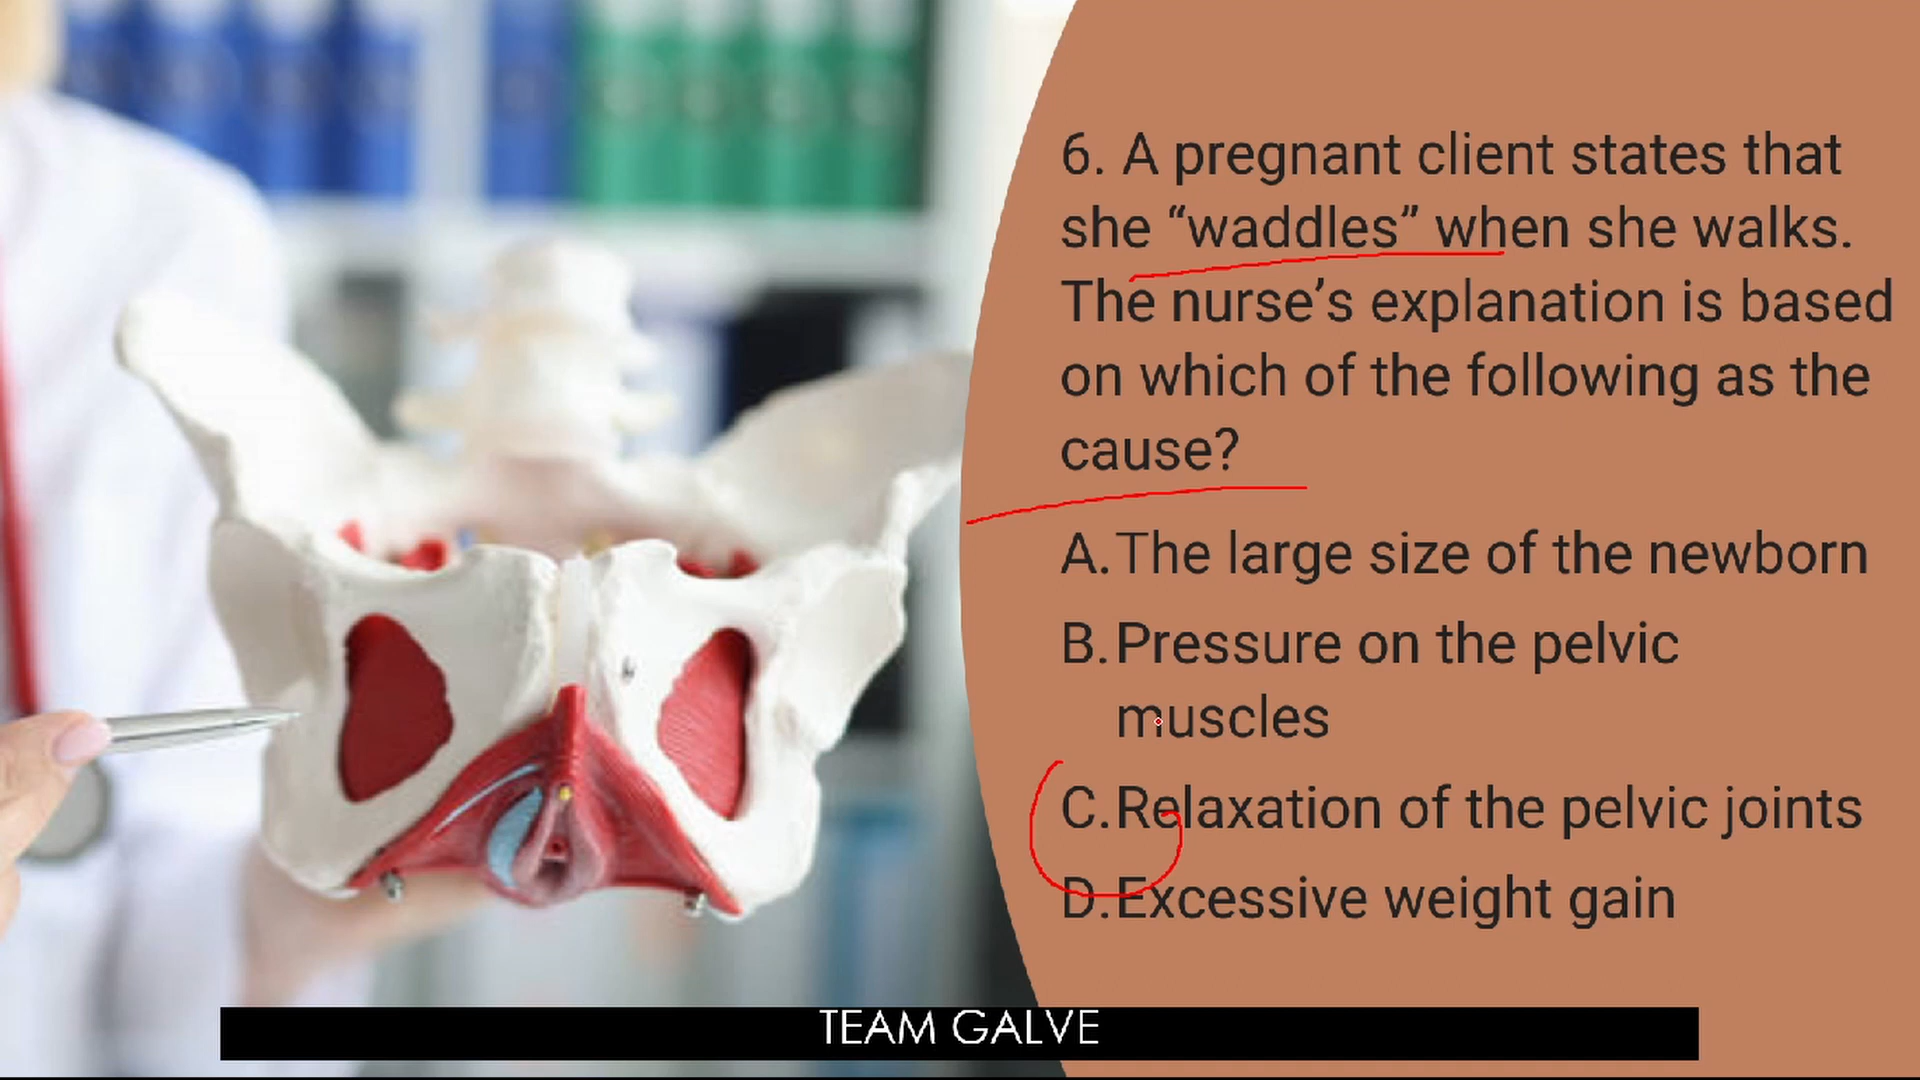 6. A pregnant client states that
she “waddles” when she walks.
The nurse’s explanation is based
on which of the following as the
cause?
A. The large size of the newborn
B. Pressure on the pelvic
muscles
C. Relaxation of the pelvic joints
D. Excessive weight gain
TEAM GALVE